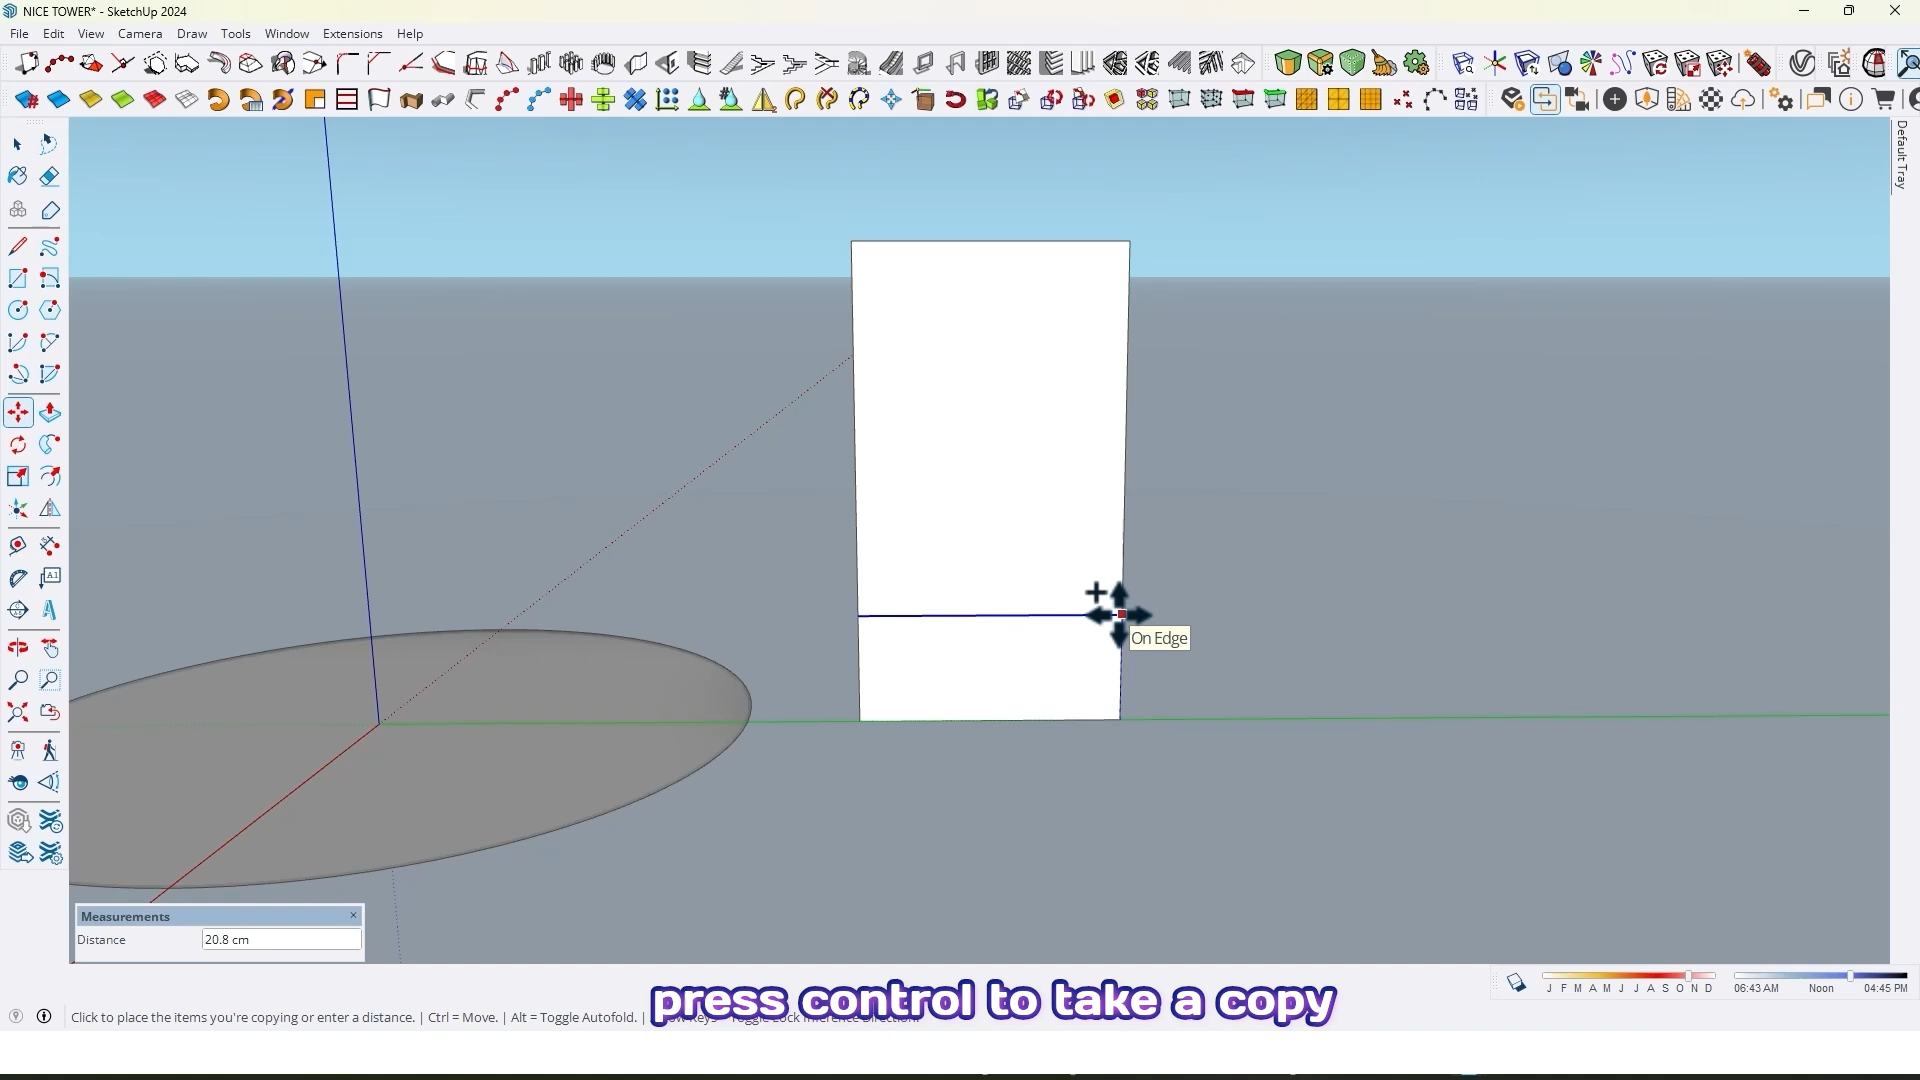 NICE TOWER* - SketchUp 2024
File Edit View Camera Draw Tools Window Extensions Help
Default Tray
A1
On Edge
Measurements
Distance 20.8 cm
J F M A M J J A S O N D
06:43 AM Noon 04:45 PM
press control to take a copy
Click to place the items you're copying or enter a distance. | Ctrl = Move. | Alt = Toggle Autofold. |